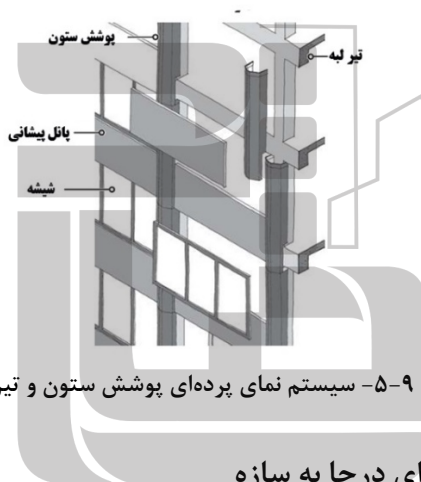 پوشش ستون
تیر لبه
پانل پیشانی
شیشه
۹-۵- سیستم نمای پرده‌ای پوشش ستون و تیر
ای درجا به سازه